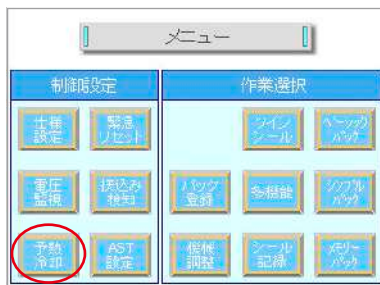 メニュー
制御設定
作業選択
仕様
設定
緊急
リセット
ツイン
シール
ベーシック
パック
電圧
監視
挟込み
検知
パック
登録
多機能
シンプル
パック
予熱
冷却
AST
設定
機械
調整
シール
記録
メモリー
パック